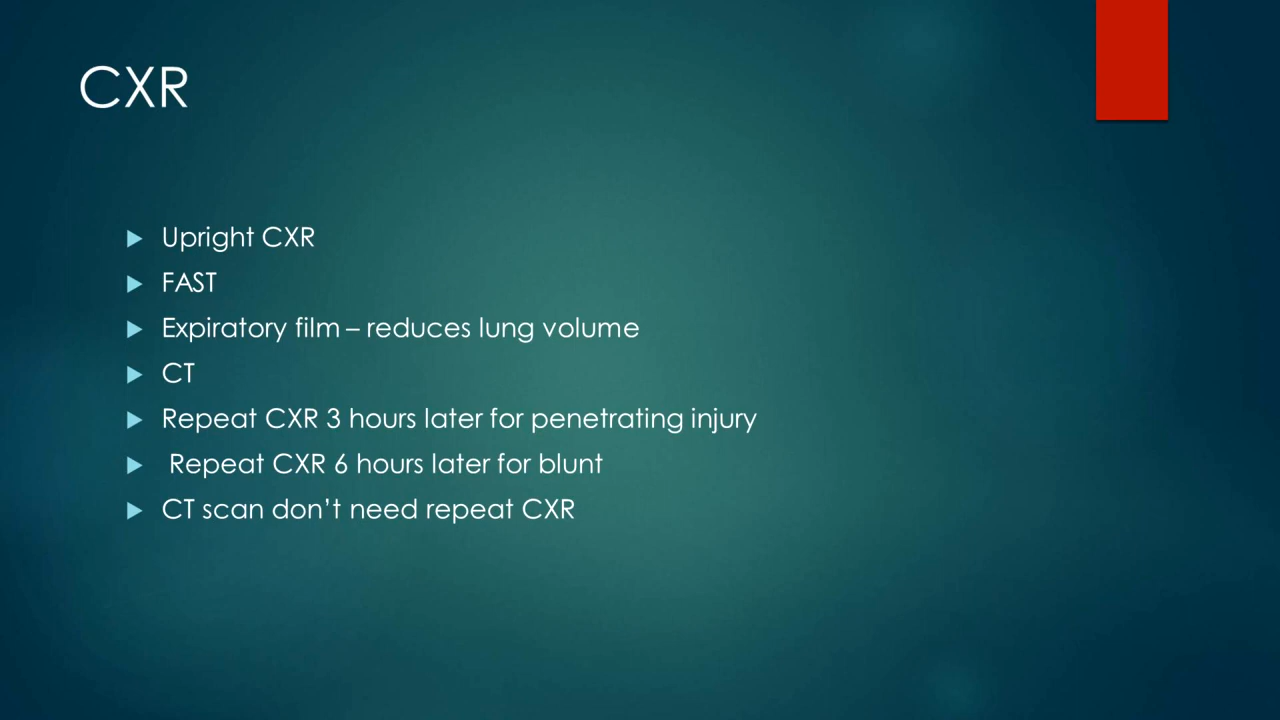 CXR
Upright CXR
FAST
Expiratory film – reduces lung volume
CT
Repeat CXR 3 hours later for penetrating injury
Repeat CXR 6 hours later for blunt
CT scan don’t need repeat CXR